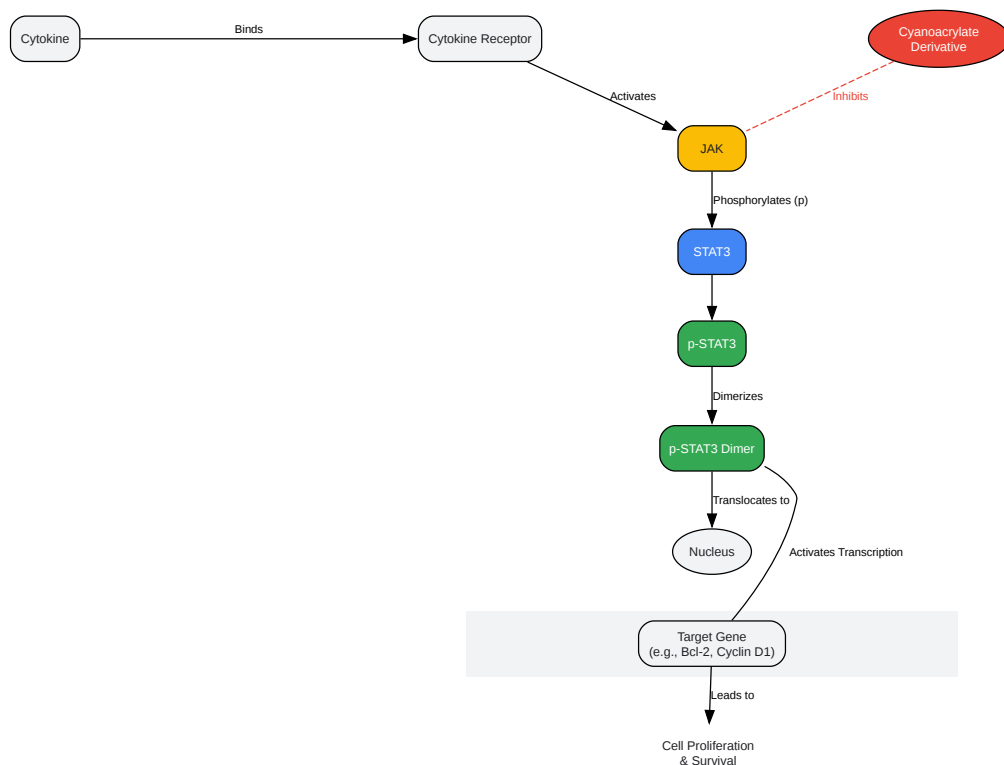 Cytokine
Binds
Cytokine Receptor
Cyanoacrylate
Derivative
Activates
Inhibits
JAK
Phosphorylates (p)
STAT3
p-STAT3
Dimerizes
p-STAT3 Dimer
Translocates to
Nucleus
Activates Transcription
Target Gene
(e.g., Bcl-2, Cyclin D1)
Leads to
Cell Proliferation
& Survival